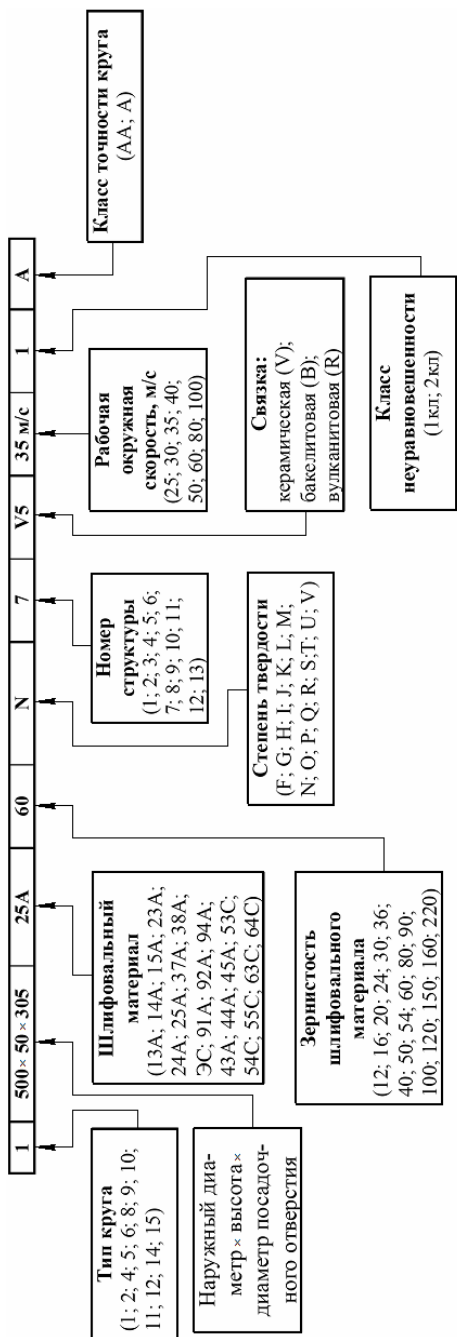 1 500× 50 × 305 25А 60 N 7 V5 35 м/с 1 А
Тип круга
(1; 2; 4; 5; 6; 8; 9; 10;
11; 12; 14; 15)
Наружный диа-
метр× высота×
диаметр посадоч-
ного отверстия
Шлифовальный
материал
(13А; 14А; 15А; 23А;
24А; 25А; 37А; 38А;
ЭС; 91А; 92А; 94А;
43А; 44А; 45А; 53С;
54С; 55С; 63С; 64С)
Зернистость
шлифовального
материала
(12; 16; 20; 24; 30; 36;
40; 50; 54; 60; 80; 90;
100; 120; 150; 160; 220)
Номер
структуры
(1; 2; 3; 4; 5; 6;
7; 8; 9; 10; 11;
12; 13)
Степень твердости
(F; G; H; I; J; K; L; M;
N; O; P; Q; R; S;T; U; V)
Рабочая
окружная
скорость, м/с
(25; 30; 35; 40;
50; 60; 80; 100)
Связка:
керамическая (V);
бакелитовая (B);
вулканитовая (R)
Класс
неуравновешенности
(1кл; 2кл)
Класс точности круга
(АА; А)